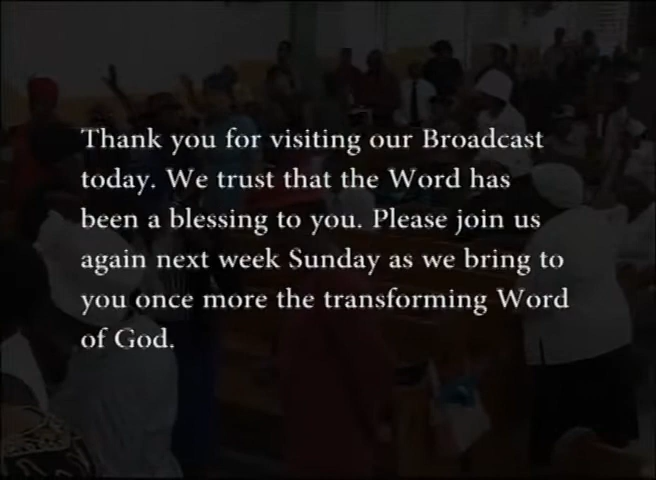 Thank you for visiting our Broadcast
today. We trust that the Word has
been a blessing to you. Please join us
again next week Sunday as we bring to
you once more the transforming Word
of God.